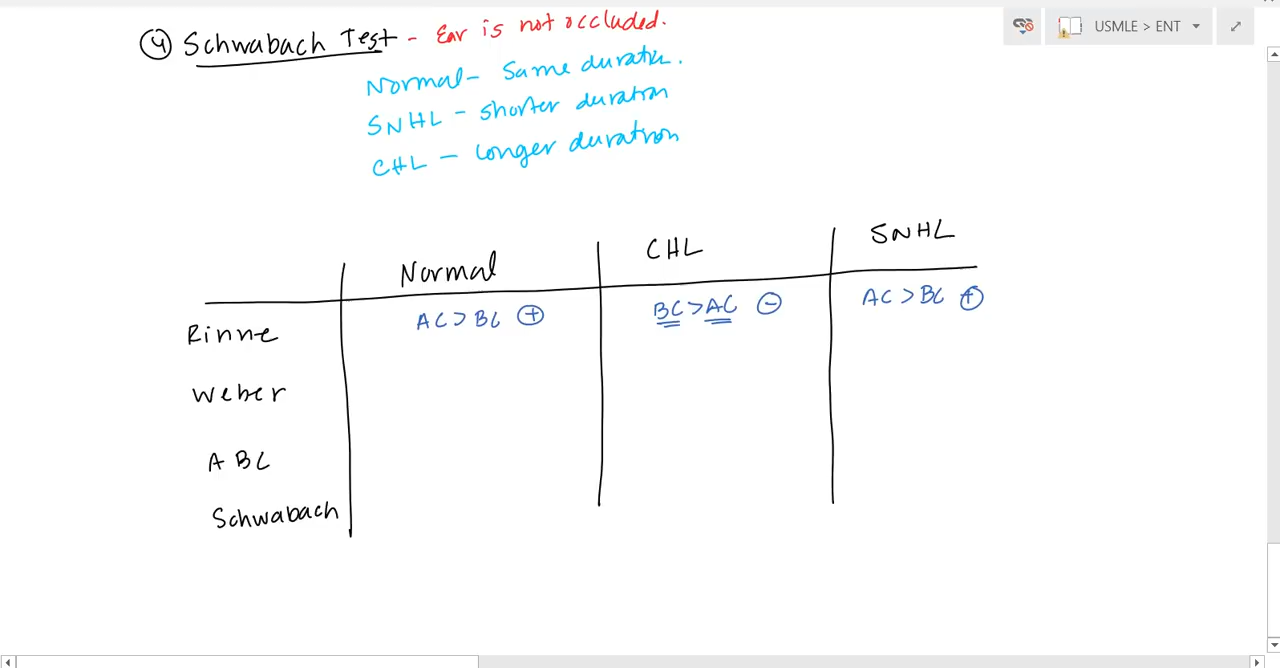 USMLE > ENT
④ Schwabach Test - Ear is not occluded.
Normal - Same duratn.
SNHL - shorter duration
CHL - longer duration
Normal CHL SNHL
Rinne AC > BC ⊕ BC > AC ⊖ AC > BC ⊕
Weber
ABC
Schwabach